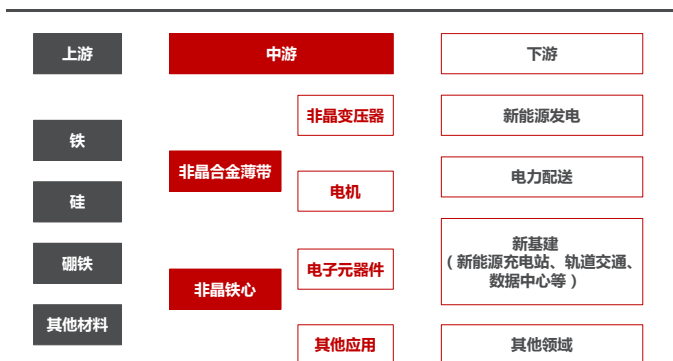 上游
中游
下游
铁
硅
硼铁
其他材料
非晶合金薄带
非晶铁心
非晶变压器
电机
电子元器件
其他应用
新能源发电
电力配送
新基建
（新能源充电站、轨道交通、
数据中心等）
其他领域